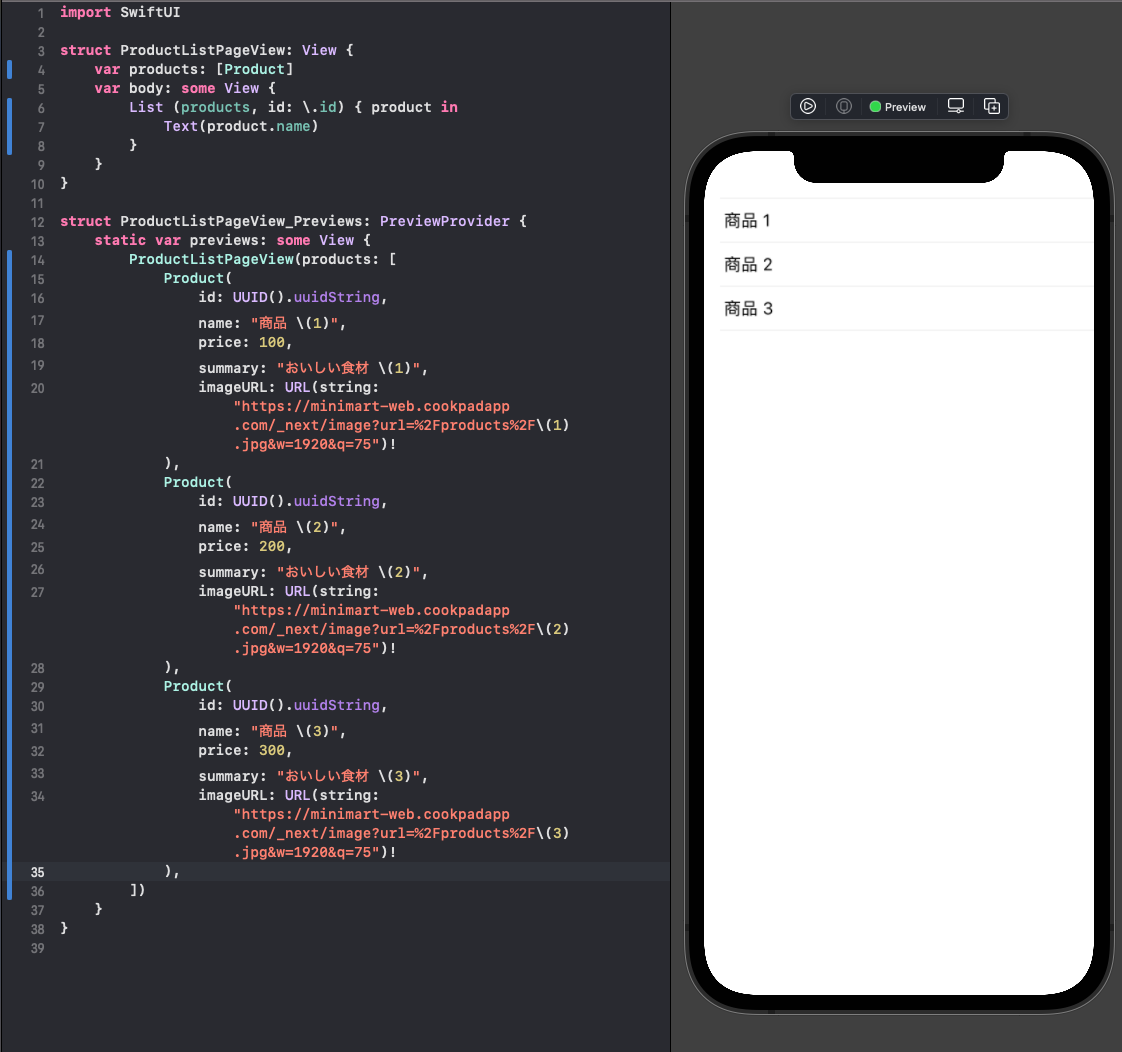 1 import SwiftUI
2
3 struct ProductListPageView: View {
4     var products: [Product]
5     var body: some View {
6         List (products, id: \.id) { product in
7             Text(product.name)
8         }
9     }
10 }
11
12 struct ProductListPageView_Previews: PreviewProvider {
13     static var previews: some View {
14         ProductListPageView(products: [
15             Product(
16                 id: UUID().uuidString,
17                 name: "商品 \(1)",
18                 price: 100,
19                 summary: "おいしい食材 \(1)",
20                 imageURL: URL(string:
                    "https://minimart-web.cookpadapp
                    .com/_next/image?url=%2Fproducts%2F\(1)
                    .jpg&w=1920&q=75")!
21             ),
22             Product(
23                 id: UUID().uuidString,
24                 name: "商品 \(2)",
25                 price: 200,
26                 summary: "おいしい食材 \(2)",
27                 imageURL: URL(string:
                    "https://minimart-web.cookpadapp
                    .com/_next/image?url=%2Fproducts%2F\(2)
                    .jpg&w=1920&q=75")!
28             ),
29             Product(
30                 id: UUID().uuidString,
31                 name: "商品 \(3)",
32                 price: 300,
33                 summary: "おいしい食材 \(3)",
34                 imageURL: URL(string:
                    "https://minimart-web.cookpadapp
                    .com/_next/image?url=%2Fproducts%2F\(3)
                    .jpg&w=1920&q=75")!
35             ),
36         ])
37     }
38 }
39
Preview
商品 1
商品 2
商品 3